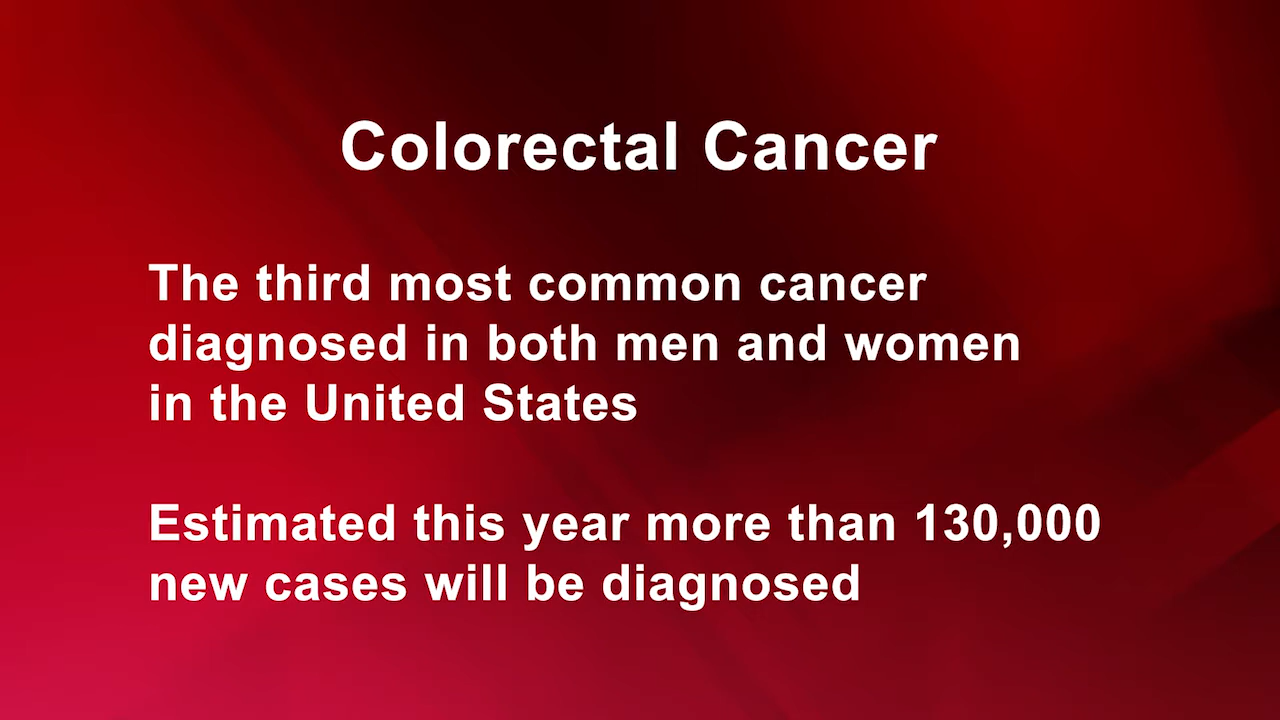 Colorectal Cancer
The third most common cancer
diagnosed in both men and women
in the United States
Estimated this year more than 130,000
new cases will be diagnosed